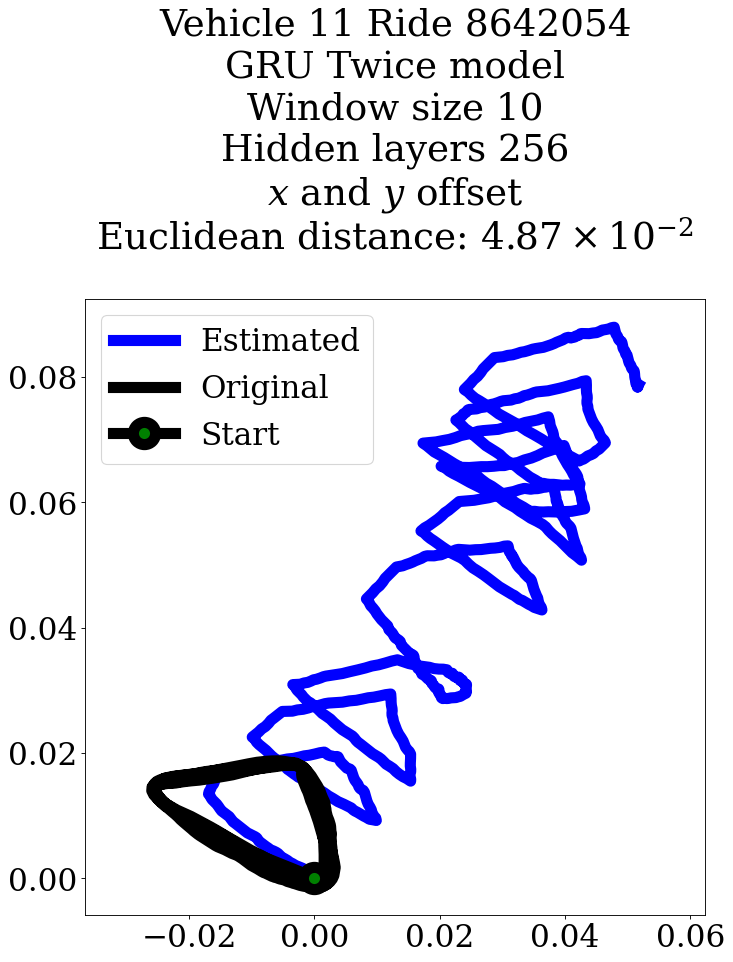 Vehicle 11 Ride 8642054
GRU Twice model
Window size 10
Hidden layers 256
x and y offset
Euclidean distance: 4.87 × 10⁻²
Estimated
Original
Start
0.08
0.06
0.04
0.02
0.00
−0.02 0.00 0.02 0.04 0.06